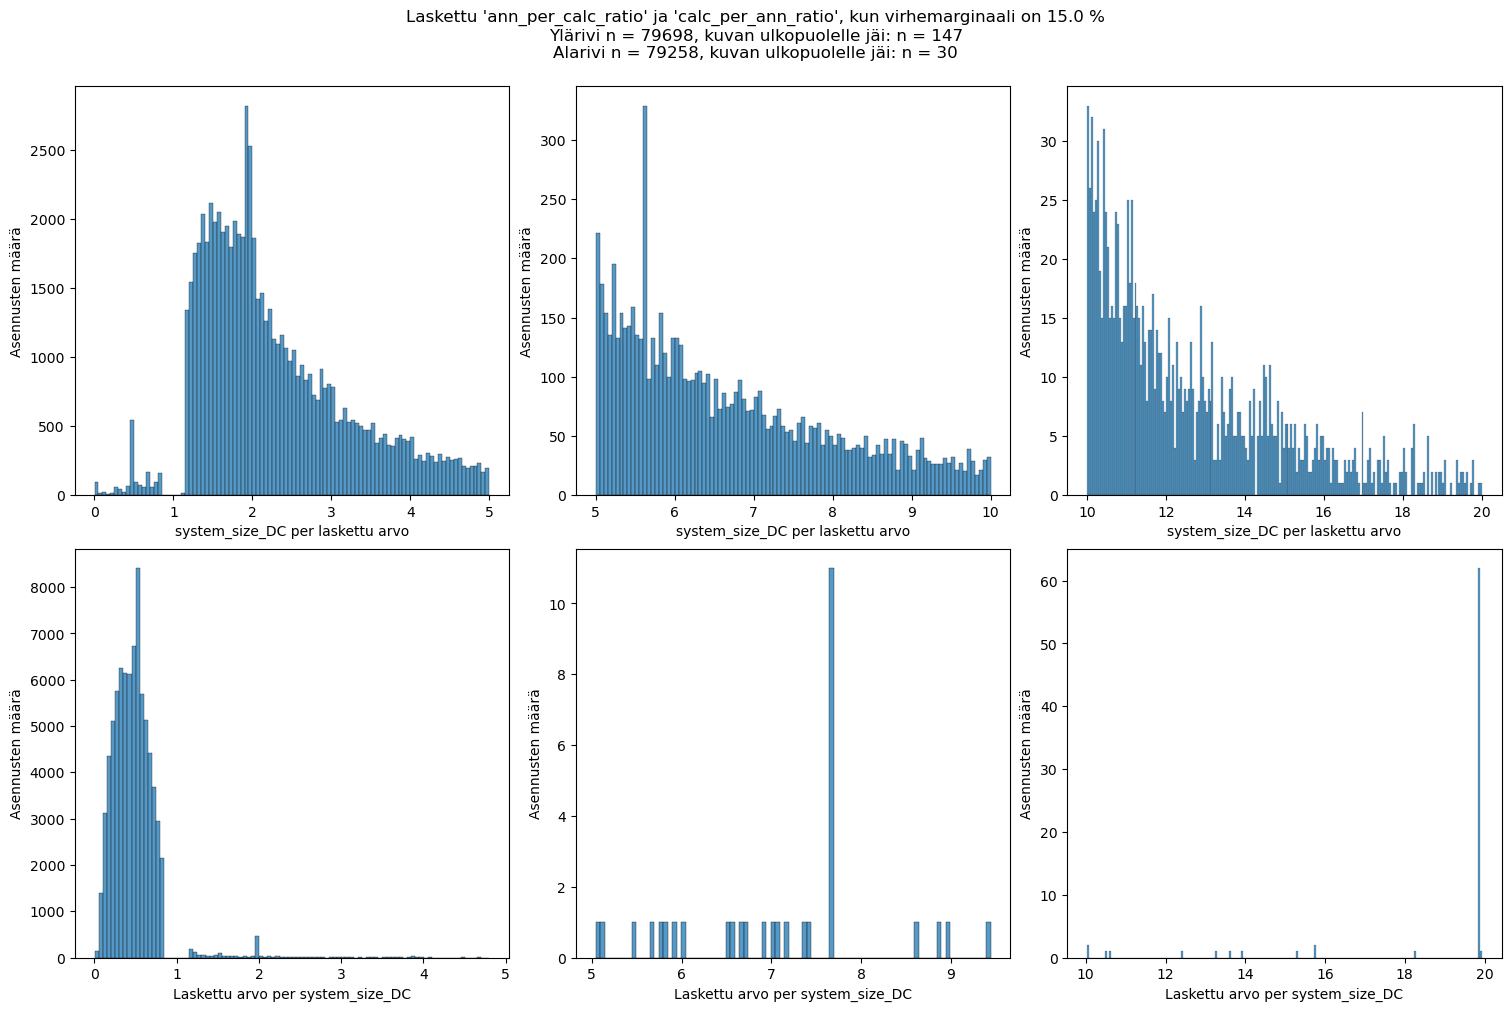 Laskettu 'ann_per_calc_ratio' ja 'calc_per_ann_ratio', kun virhemarginaali on 15.0 %
Ylärivi n = 79698, kuvan ulkopuolelle jäi: n = 147
Alarivi n = 79258, kuvan ulkopuolelle jäi: n = 30
Asennusten määrä
2500
2000
1500
1000
500
0
0 1 2 3 4 5
system_size_DC per laskettu arvo
Asennusten määrä
300
250
200
150
100
50
0
5 6 7 8 9 10
system_size_DC per laskettu arvo
Asennusten määrä
30
25
20
15
10
5
0
10 12 14 16 18 20
system_size_DC per laskettu arvo
Asennusten määrä
8000
7000
6000
5000
4000
3000
2000
1000
0
0 1 2 3 4 5
Laskettu arvo per system_size_DC
Asennusten määrä
10
8
6
4
2
0
5 6 7 8 9
Laskettu arvo per system_size_DC
Asennusten määrä
60
50
40
30
20
10
0
10 12 14 16 18 20
Laskettu arvo per system_size_DC